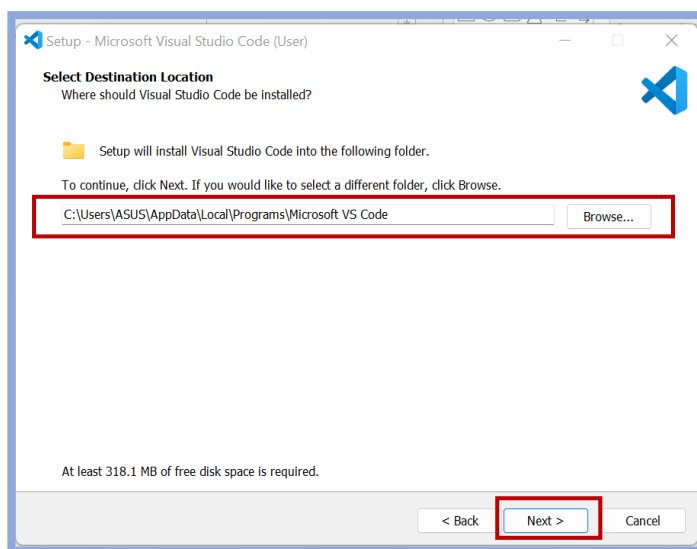 Setup - Microsoft Visual Studio Code (User)
Select Destination Location
Where should Visual Studio Code be installed?
Setup will install Visual Studio Code into the following folder.
To continue, click Next. If you would like to select a different folder, click Browse.
C:\Users\ASUS\AppData\Local\Programs\Microsoft VS Code
Browse...
At least 318.1 MB of free disk space is required.
< Back Next > Cancel